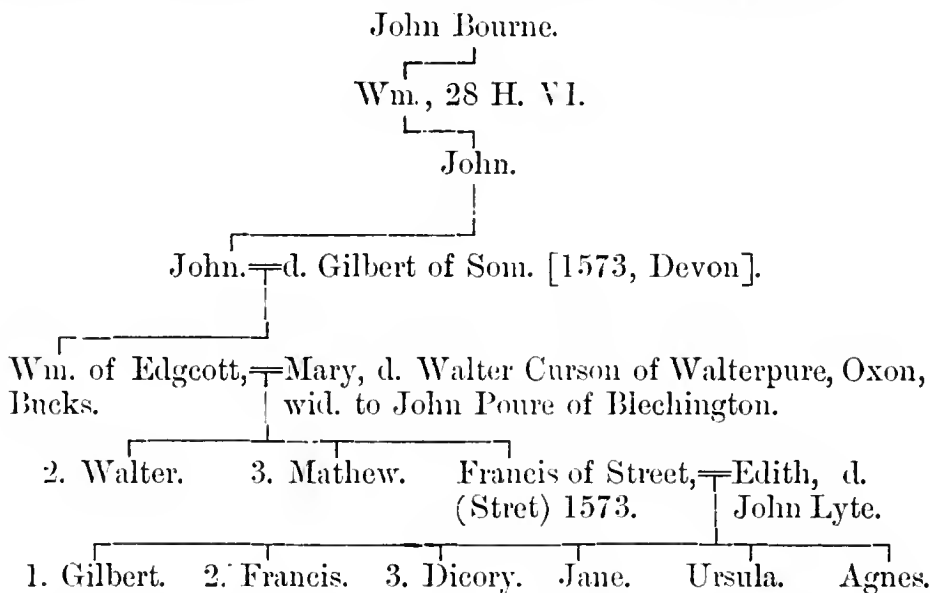 John Bourne.
Wm., 28 H. VI.
John.
John.=d. Gilbert of Som. [1573, Devon].
Wm. of Edgcott,=Mary, d. Walter Curson of Walterpure, Oxon,
Bucks. wid. to John Poure of Blechington.
2. Walter. 3. Mathew. Francis of Street,=Edith, d.
(Stret) 1573. John Lyte.
1. Gilbert. 2. Francis. 3. Dicory. Jane. Ursula. Agnes.